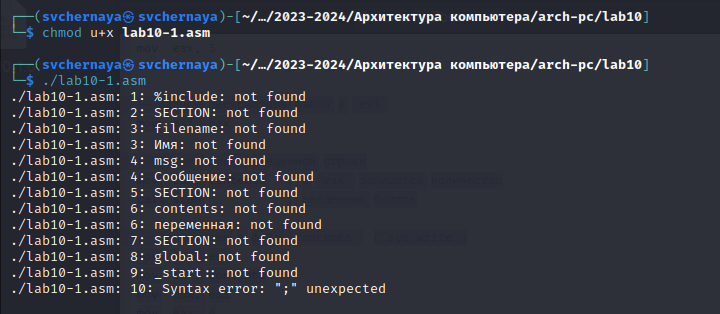 ┌──(svchernaya㉿svchernaya)-[~/…/2023-2024/Архитектура компьютера/arch-pc/lab10]
└─$ chmod u+x lab10-1.asm
┌──(svchernaya㉿svchernaya)-[~/…/2023-2024/Архитектура компьютера/arch-pc/lab10]
└─$ ./lab10-1.asm
./lab10-1.asm: 1: %include: not found
./lab10-1.asm: 2: SECTION: not found
./lab10-1.asm: 3: filename: not found
./lab10-1.asm: 3: Имя: not found
./lab10-1.asm: 4: msg: not found
./lab10-1.asm: 4: Сообщение: not found
./lab10-1.asm: 5: SECTION: not found
./lab10-1.asm: 6: contents: not found
./lab10-1.asm: 6: переменная: not found
./lab10-1.asm: 7: SECTION: not found
./lab10-1.asm: 8: global: not found
./lab10-1.asm: 9: _start:: not found
./lab10-1.asm: 10: Syntax error: ";" unexpected